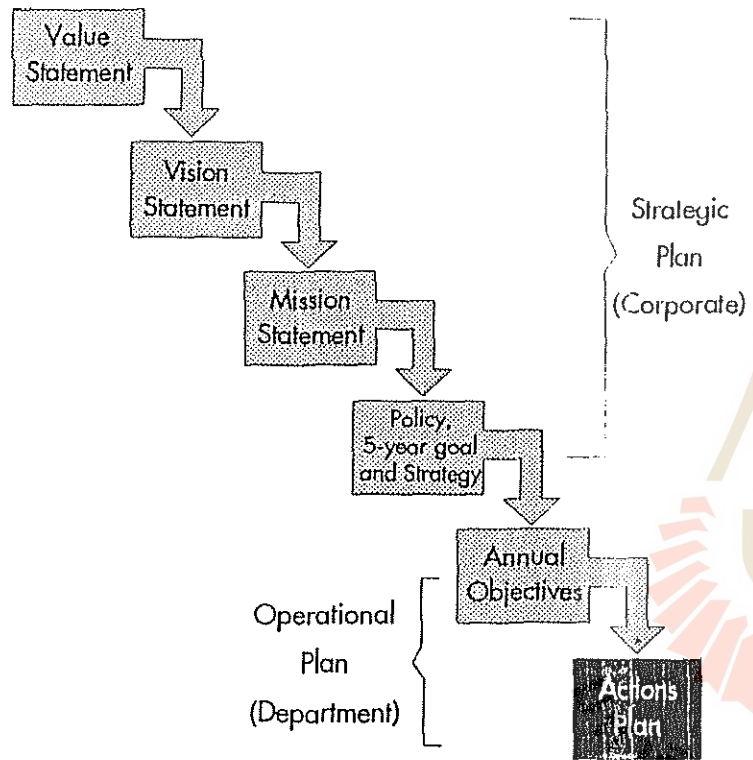 Value
Statement
Vision
Statement
Mission
Statement
Policy,
5-year goal
and Strategy
Annual
Objectives
Actions
Plan
Strategic
Plan
(Corporate)
Operational
Plan
(Department)